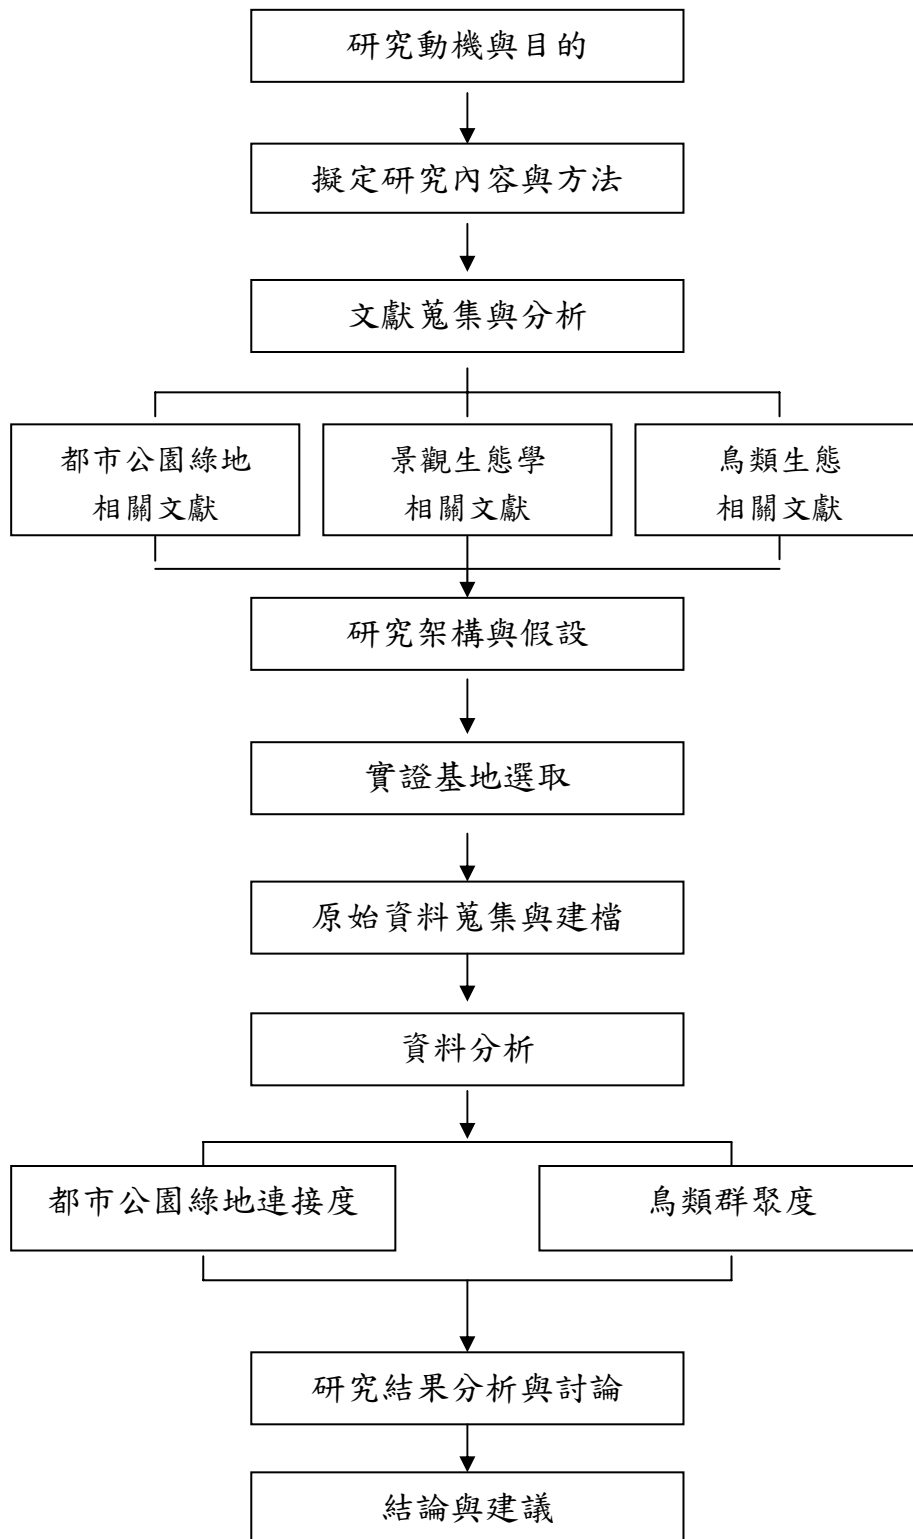 研究動機與目的
擬定研究內容與方法
文獻蒐集與分析
都市公園綠地
相關文獻
景觀生態學
相關文獻
鳥類生態
相關文獻
研究架構與假設
實證基地選取
原始資料蒐集與建檔
資料分析
都市公園綠地連接度
鳥類群聚度
研究結果分析與討論
結論與建議